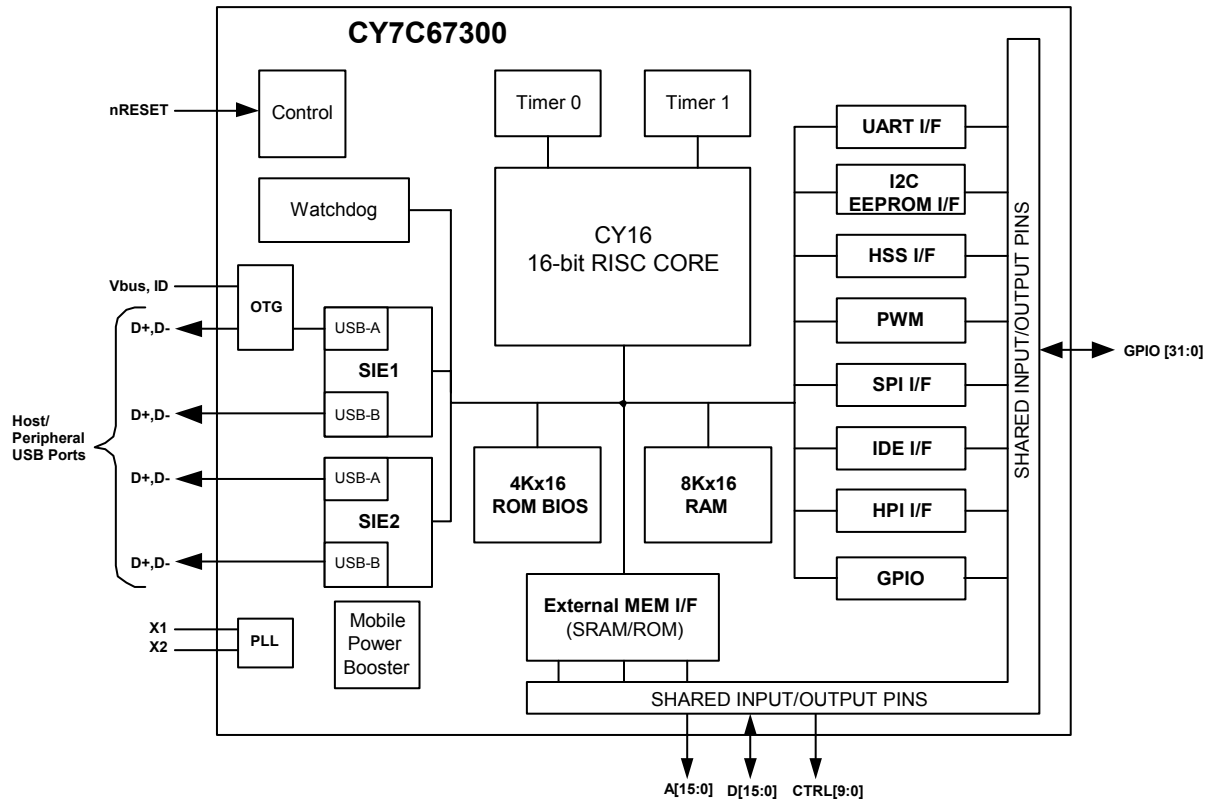 CY7C67300
nRESET
Control
Timer 0
Timer 1
UART I/F
I2C
EEPROM I/F
Watchdog
CY16
16-bit RISC CORE
HSS I/F
Vbus, ID
OTG
D+,D-
USB-A
SIE1
USB-B
D+,D-
PWM
SPI I/F
SHARED INPUT/OUTPUT PINS
GPIO [31:0]
Host/
Peripheral
USB Ports
D+,D-
USB-A
SIE2
USB-B
D+,D-
4Kx16
ROM BIOS
8Kx16
RAM
IDE I/F
HPI I/F
GPIO
X1
X2
PLL
Mobile
Power
Booster
External MEM I/F
(SRAM/ROM)
SHARED INPUT/OUTPUT PINS
A[15:0]
D[15:0]
CTRL[9:0]